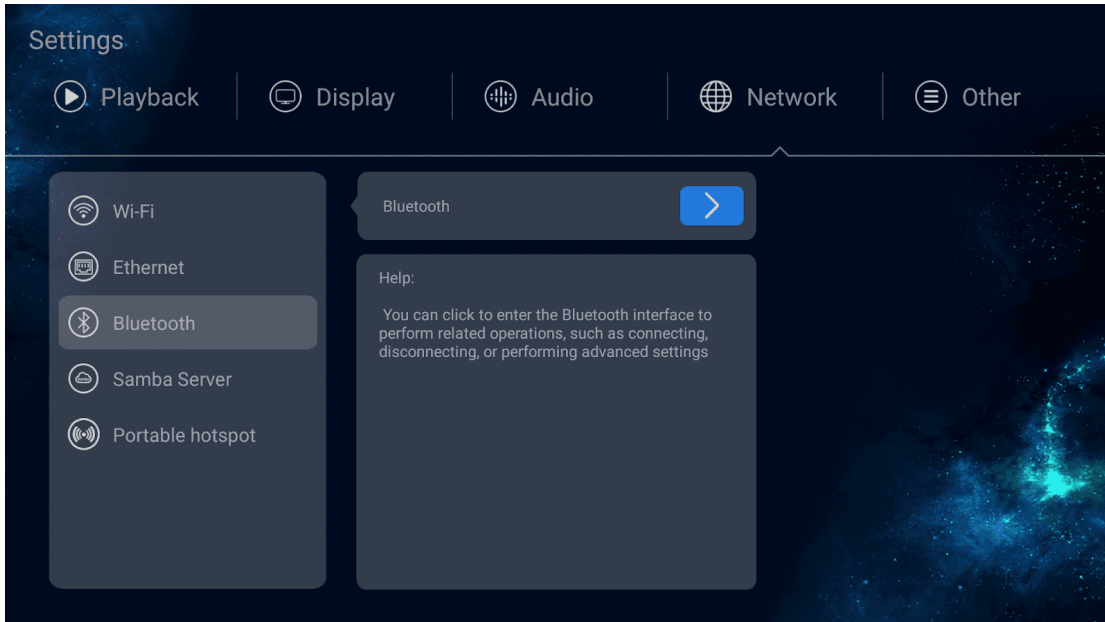 Settings
Playback
Display
Audio
Network
Other
Wi-Fi
Ethernet
Bluetooth
Samba Server
Portable hotspot
Bluetooth
Help:
You can click to enter the Bluetooth interface to
perform related operations, such as connecting,
disconnecting, or performing advanced settings